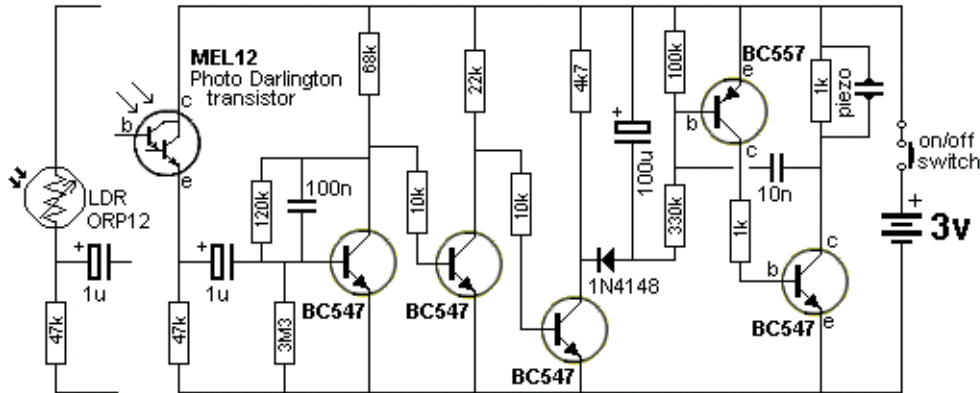 MEL12
Photo Darlington
transistor
c
b
e
LDR
ORP12
+
1u
47k
+
1u
47k
120k
100n
3M3
68k
BC547
10k
22k
BC547
10k
4k7
BC547
1N4148
+
100u
100k
330k
BC557
e
b
c
1k
10n
1k
piezo
b
c
e
BC547
on/off
switch
+
3v